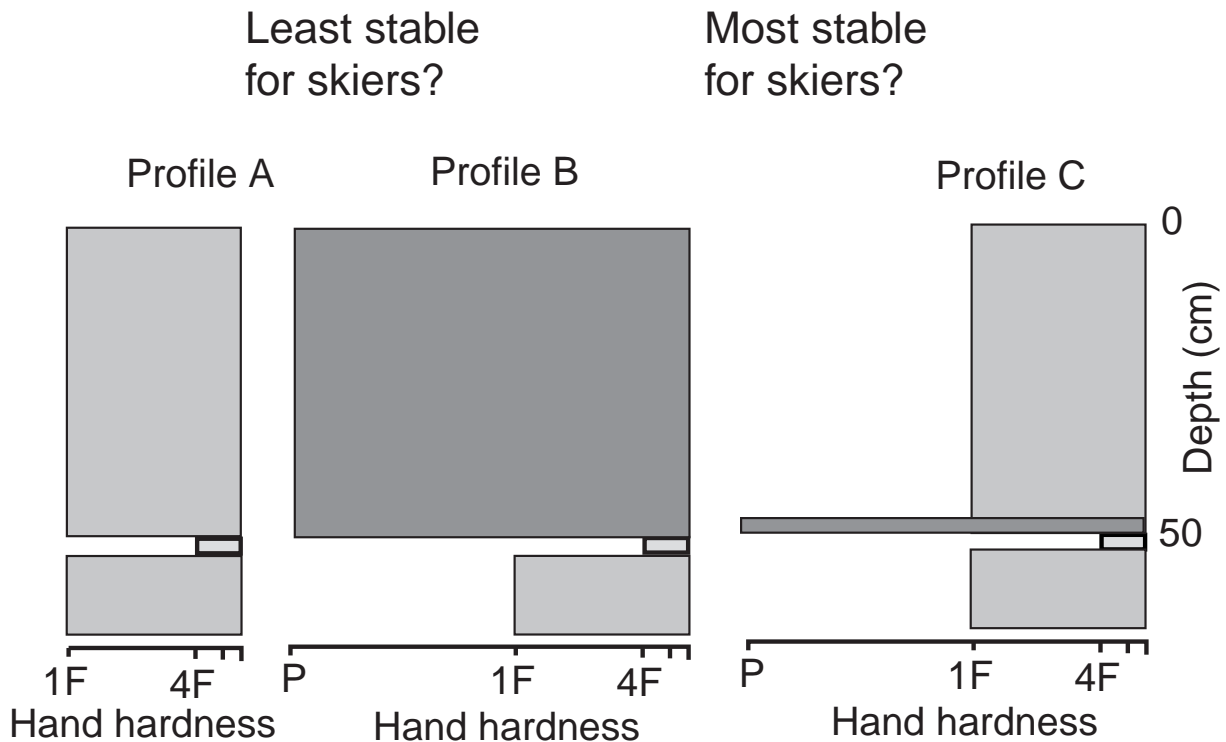 Least stable
for skiers?
Most stable
for skiers?
Profile A
Profile B
Profile C
0
50
Depth (cm)
1F 4F
Hand hardness
P 1F 4F
Hand hardness
P 1F 4F
Hand hardness